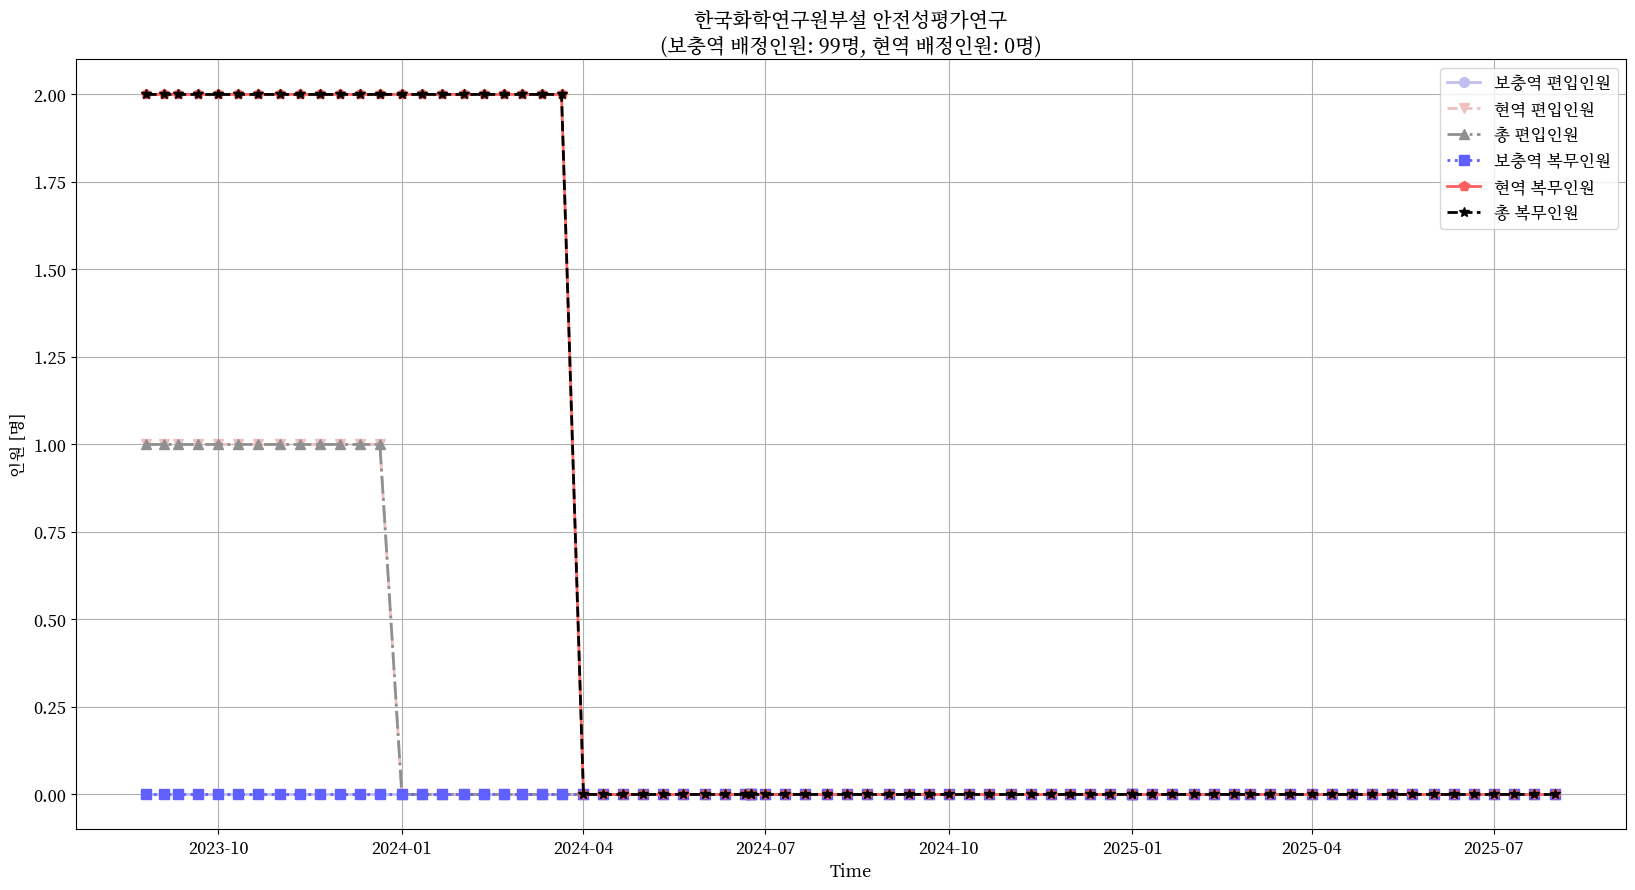 한국화학연구원부설 안전성평가연구
(보충역 배정인원: 99명, 현역 배정인원: 0명)
보충역 편입인원
현역 편입인원
총 편입인원
보충역 복무인원
현역 복무인원
총 복무인원
2.00
1.75
1.50
1.25
1.00
0.75
0.50
0.25
0.00
인원 [명]
2023-10
2024-01
2024-04
2024-07
2024-10
2025-01
2025-04
2025-07
Time